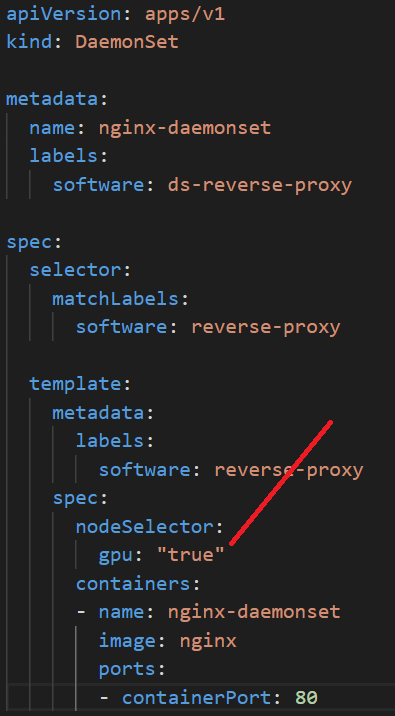 apiVersion: apps/v1
kind: DaemonSet
metadata:
  name: nginx-daemonset
  labels:
    software: ds-reverse-proxy
spec:
  selector:
    matchLabels:
      software: reverse-proxy
  template:
    metadata:
      labels:
        software: reverse-proxy
    spec:
      nodeSelector:
        gpu: "true"
      containers:
      - name: nginx-daemonset
        image: nginx
        ports:
        - containerPort: 80